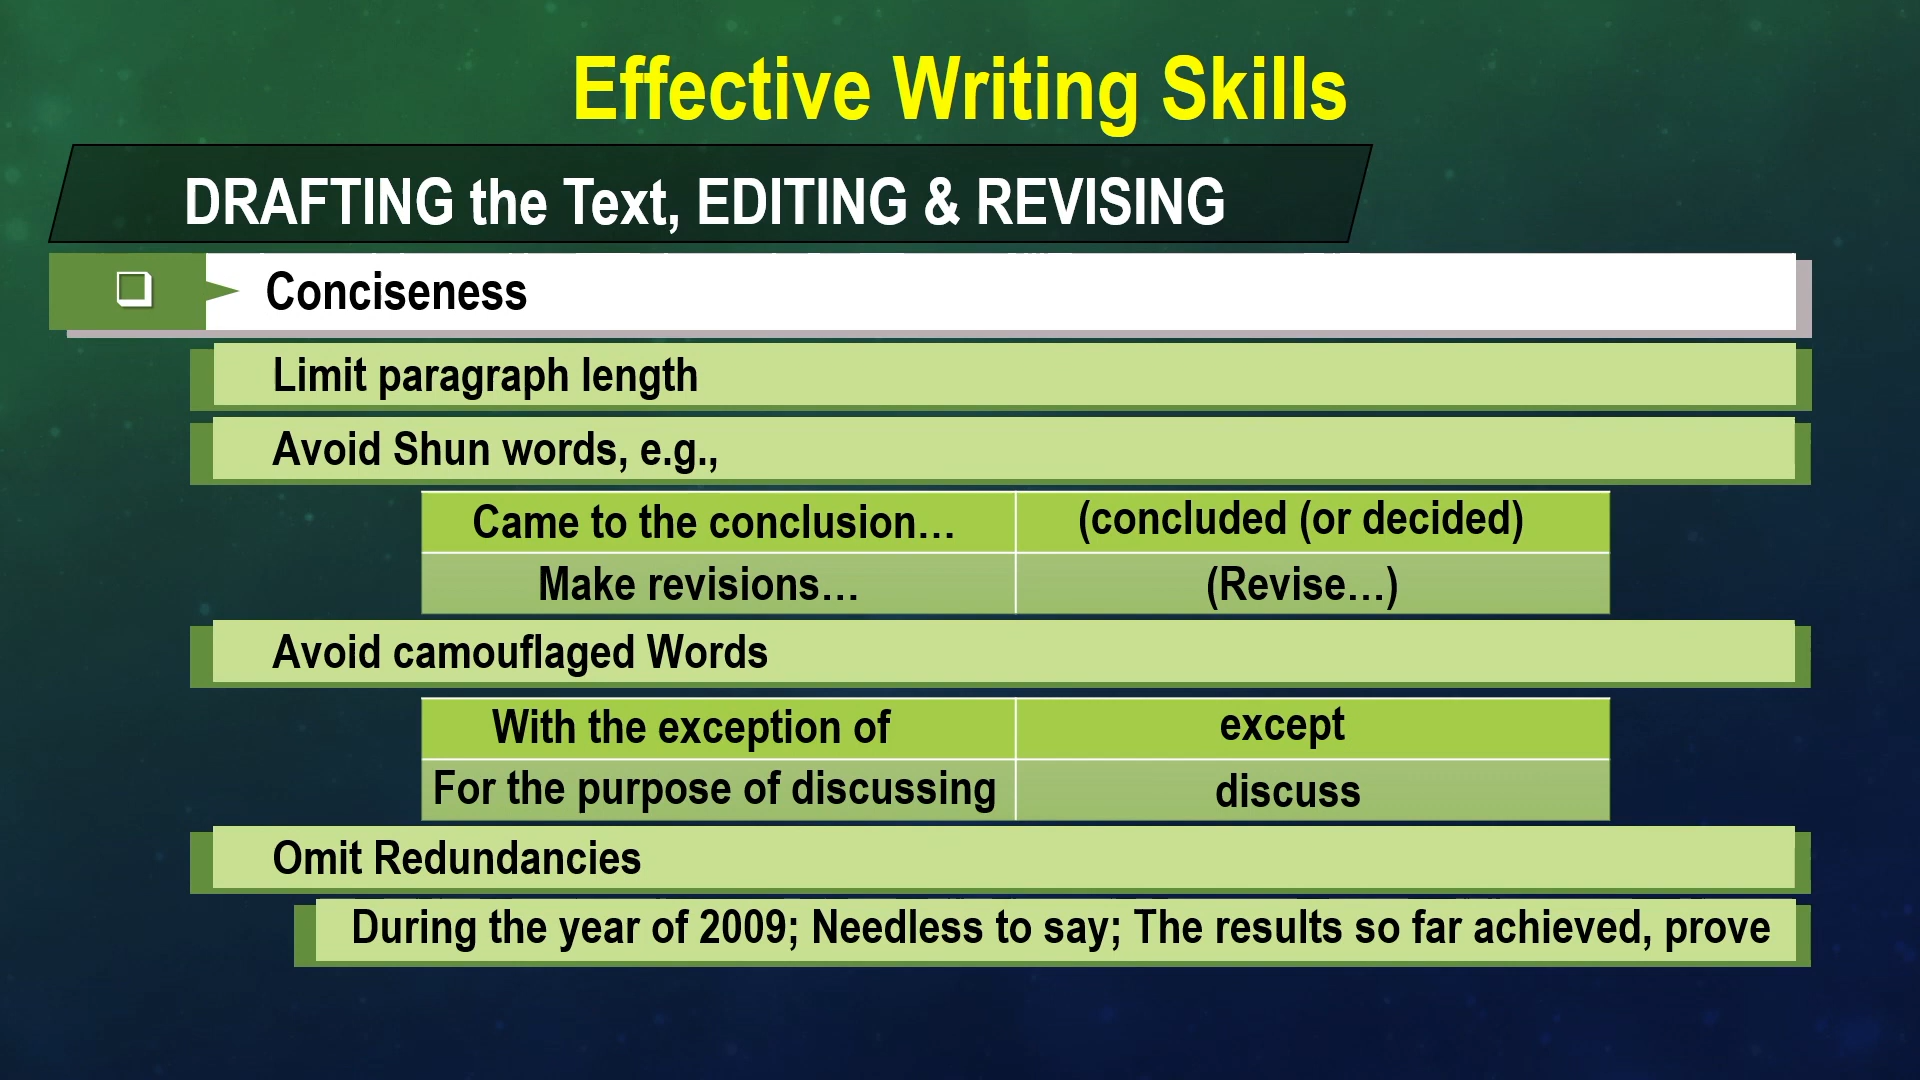 Effective Writing Skills
DRAFTING the Text, EDITING & REVISING
Conciseness
Limit paragraph length
Avoid Shun words, e.g.,
Came to the conclusion… (concluded (or decided)
Make revisions… (Revise…)
Avoid camouflaged Words
With the exception of except
For the purpose of discussing discuss
Omit Redundancies
During the year of 2009; Needless to say; The results so far achieved, prove